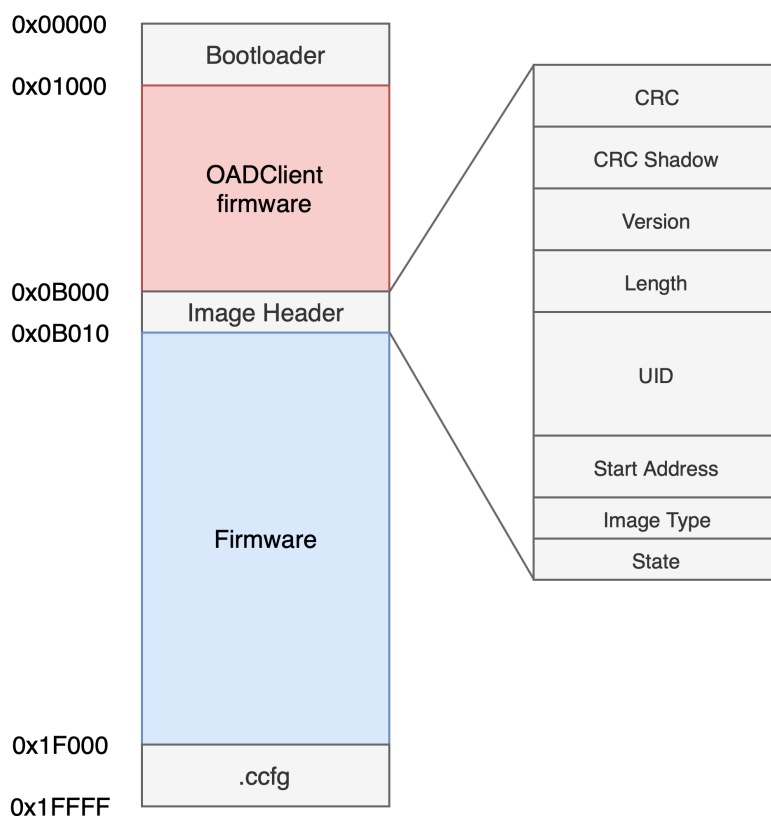 0x00000
Bootloader
0x01000
OADClient
firmware
0x0B000
Image Header
0x0B010
Firmware
0x1F000
.ccfg
0x1FFFF
CRC
CRC Shadow
Version
Length
UID
Start Address
Image Type
State